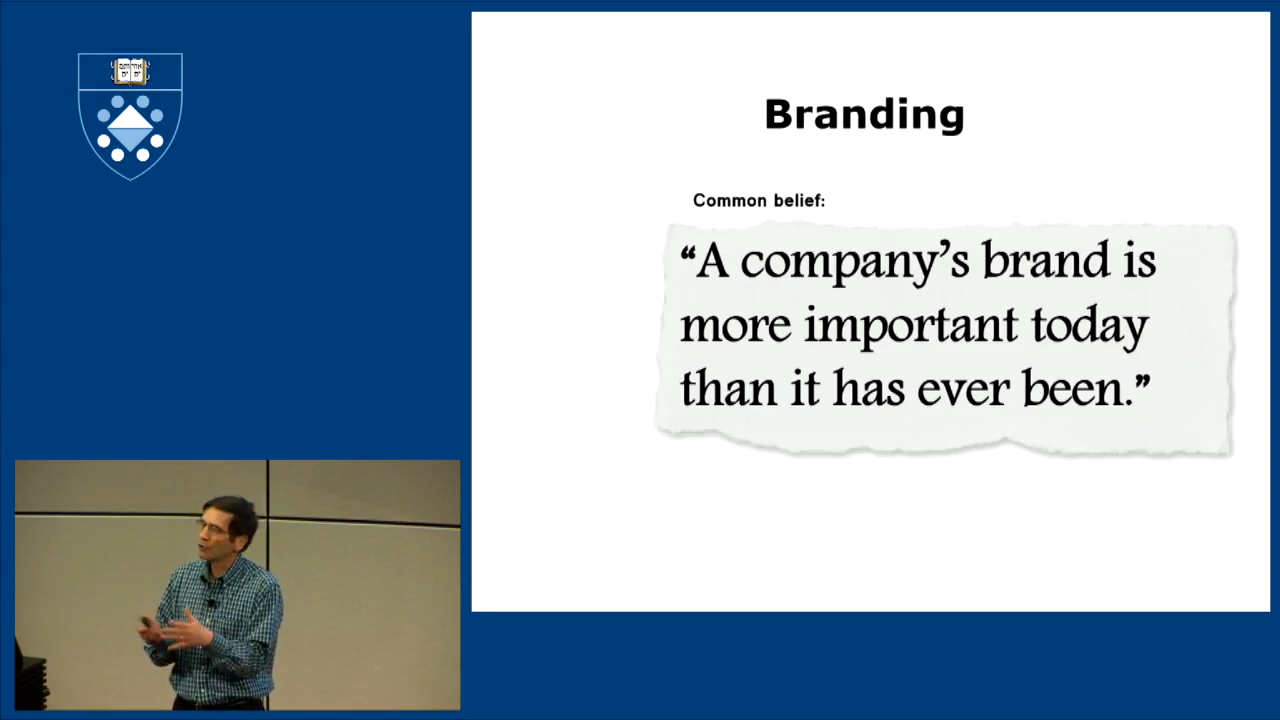 Branding
Common belief:
“A company’s brand is
more important today
than it has ever been.”